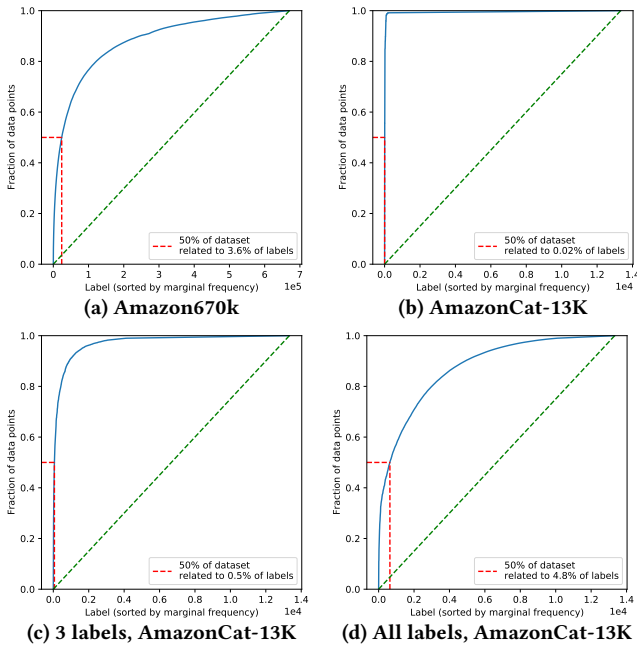 1.0
0.8
0.6
0.4
0.2
0.0
Fraction of data points
0 1 2 3 4 5 6 7
1e5
Label (sorted by marginal frequency)
50% of dataset
related to 3.6% of labels
(a) Amazon670k
1.0
0.8
0.6
0.4
0.2
0.0
Fraction of data points
0.0 0.2 0.4 0.6 0.8 1.0 1.2 1.4
1e4
Label (sorted by marginal frequency)
50% of dataset
related to 0.02% of labels
(b) AmazonCat-13K
1.0
0.8
0.6
0.4
0.2
0.0
Fraction of data points
0.0 0.2 0.4 0.6 0.8 1.0 1.2 1.4
1e4
Label (sorted by marginal frequency)
50% of dataset
related to 0.5% of labels
(c) 3 labels, AmazonCat-13K
1.0
0.8
0.6
0.4
0.2
0.0
Fraction of data points
0.0 0.2 0.4 0.6 0.8 1.0 1.2 1.4
1e4
Label (sorted by marginal frequency)
50% of dataset
related to 4.8% of labels
(d) All labels, AmazonCat-13K